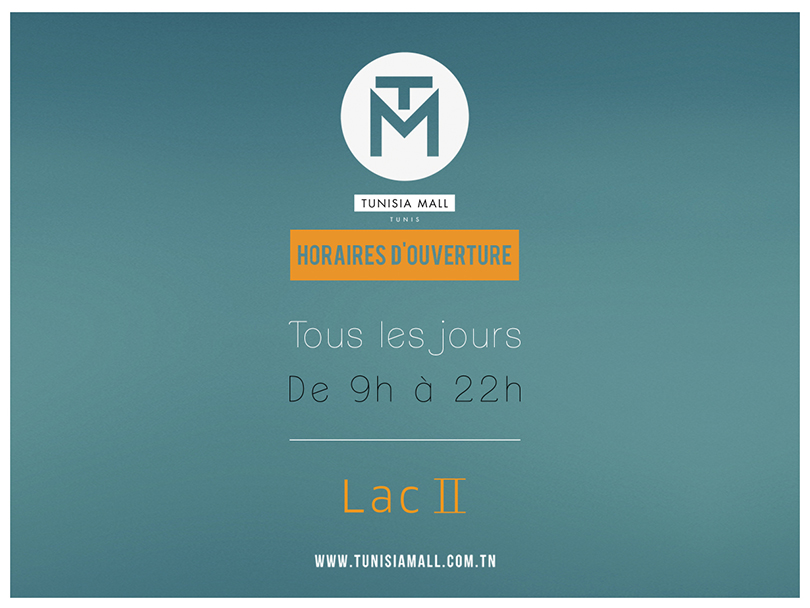 TM
TUNISIA MALL
TUNIS
HORAIRES D'OUVERTURE
Tous les jours
De 9h à 22h
Lac II
WWW.TUNISIAMALL.COM.TN